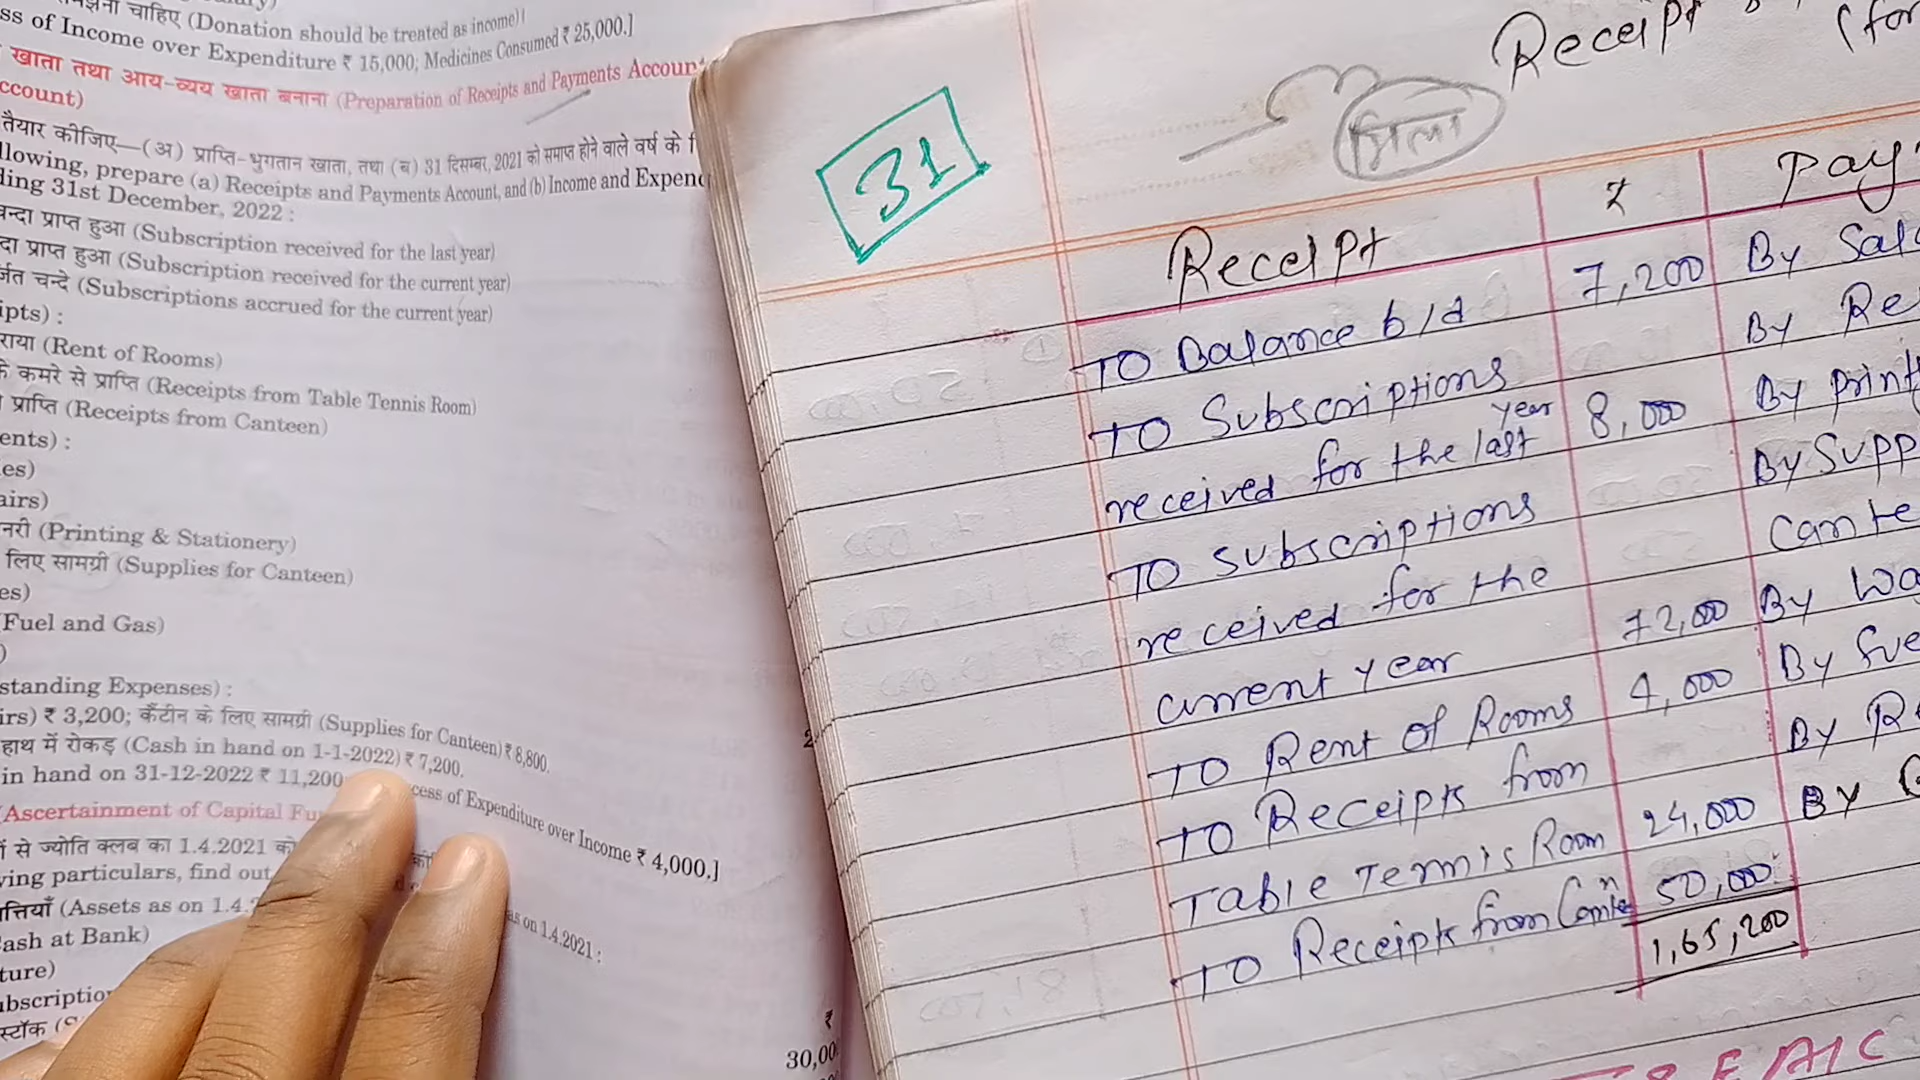 चाहिए (Donation should be treated as income)
ss of Income over Expenditure ₹ 15,000; Medicines Consumed ₹ 25,000.]
खाता तथा आय-व्यय खाता बनाना (Preparation of Receipts and Payments Account
ccount)
तैयार कीजिए—(अ) प्राप्ति-भुगतान खाता, तथा (ब) 31 दिसम्बर, 2021 को समाप्त होने वाले वर्ष के
llowing, prepare (a) Receipts and Payments Account, and (b) Income and Expend
ding 31st December, 2022 :
चन्दा प्राप्त हुआ (Subscription received for the last year)
दा प्राप्त हुआ (Subscription received for the current year)
र्जित चन्दे (Subscriptions accrued for the current year)
ipts) :
राया (Rent of Rooms)
के कमरे से प्राप्ति (Receipts from Table Tennis Room)
प्राप्ति (Receipts from Canteen)
ents) :
es)
airs)
नरी (Printing & Stationery)
लिए सामग्री (Supplies for Canteen)
es)
(Fuel and Gas)
)
standing Expenses) :
irs) ₹ 3,200; कैंटीन के लिए सामग्री (Supplies for Canteen) ₹ 8,800.
हाथ में रोकड़ (Cash in hand on 1-1-2022) ₹ 7,200.
in hand on 31-12-2022 ₹ 11,200 cess of Expenditure over Income ₹ 4,000.]
(Ascertainment of Capital Fu
से ज्योति क्लब का 1.4.2021 को
ving particulars, find out as on 1.4.2021 :
त्तियाँ (Assets as on 1.4.
ash at Bank)
ture)
ubscription
स्टॉक (S
₹
30,00
31
Receipt
(for
मिला
Receipt ₹ Pay
To Balance b/d 7,200 By Sal
To Subscriptions By Re
received for the last year 8,000 By print
To subscriptions By Supp
received for the Cante
current year 72,000 By Wa
To Rent of Rooms 4,000 By Fue
To Receipts from By R
Table Tennis Room 24,000 By
To Receipts from Canten 50,000
1,65,200